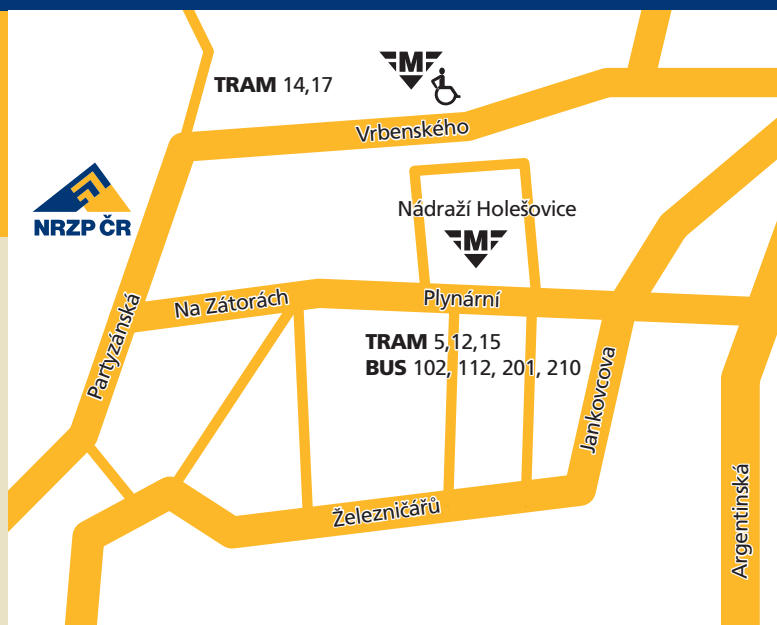 TRAM 14,17
M
Vrbenského
NRZP ČR
Nádraží Holešovice
M
Na Zátorách
Plynární
Partyzánská
TRAM 5,12,15
BUS 102, 112, 201, 210
Jankovcova
Železničářů
Argentinská